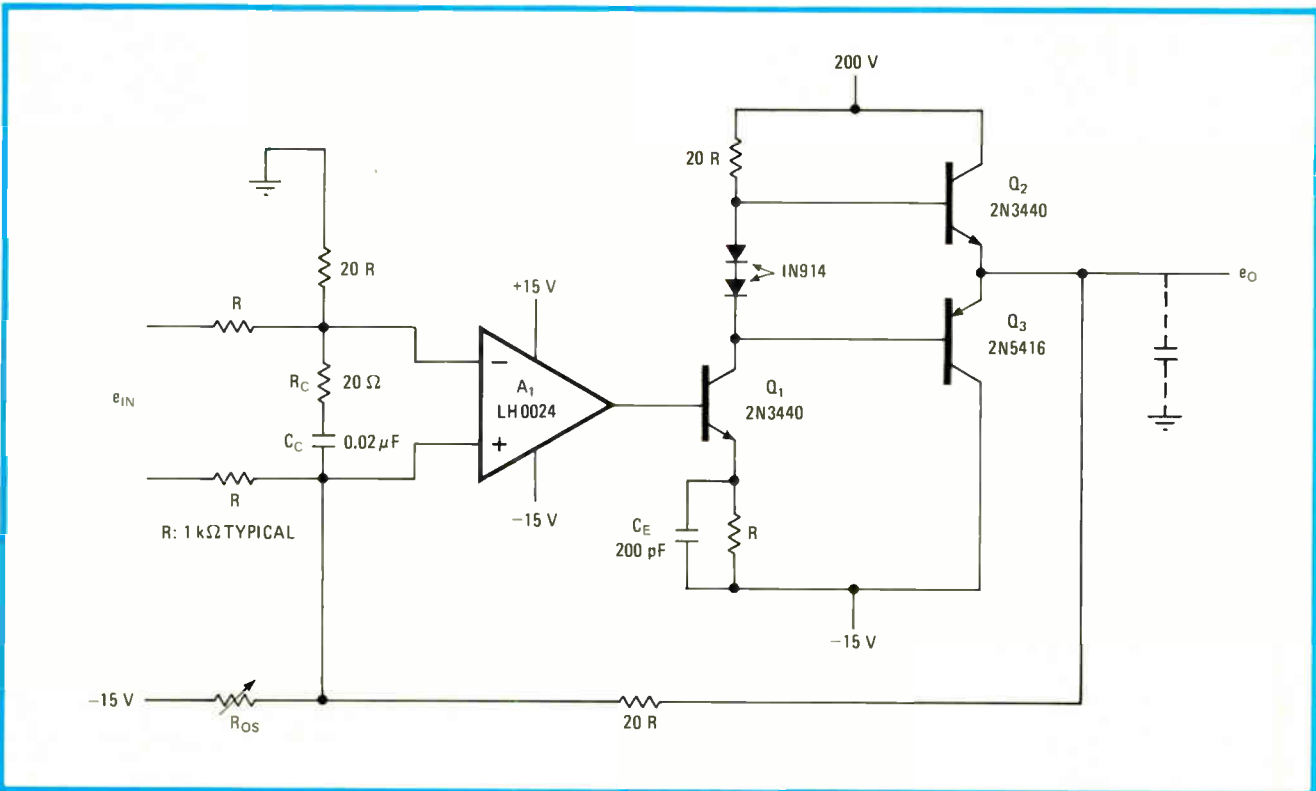 200 V
20 R
Q2
2N3440
20 R
IN914
+15 V
eO
R
−
Q3
2N5416
RC 20 Ω
A1
LH0024
Q1
2N3440
eIN
CC 0.02 µF
+
R
−15 V
CE
200 pF
R
R: 1 kΩ TYPICAL
−15 V
−15 V
ROS
20 R